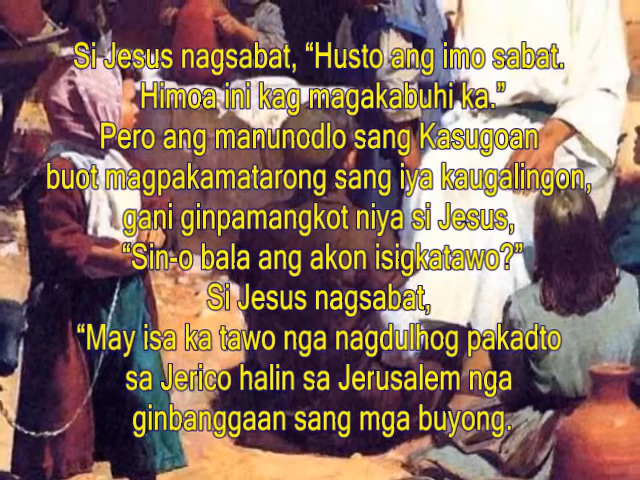 Si Jesus nagsabat, “Husto ang imo sabat.
Himoa ini kag magakabuhi ka.”
Pero ang manunodlo sang Kasugoan
buot magpakamatarong sang iya kaugalingon,
gani ginpamangkot niya si Jesus,
“Sin-o bala ang akon isigkatawo?”
Si Jesus nagsabat,
“May isa ka tawo nga nagdulhog pakadto
sa Jerico halin sa Jerusalem nga
ginbanggaan sang mga buyong.